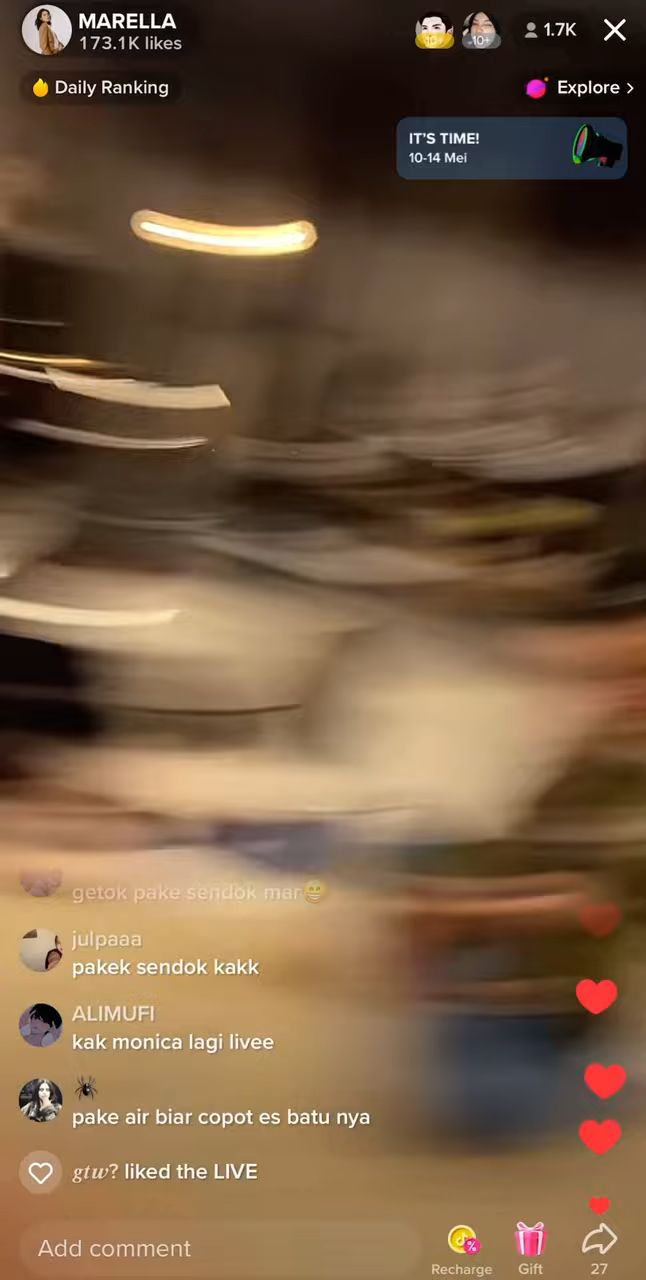 MARELLA
173.1K likes
10+
10+
1.7K
Daily Ranking
Explore
IT'S TIME!
10-14 Mei
getok pake sendok mar😄
julpaaa
pakek sendok kakk
ALIMUFI
kak monica lagi livee
🕷
pake air biar copot es batu nya
gtw? liked the LIVE
Add comment
Recharge
Gift
27